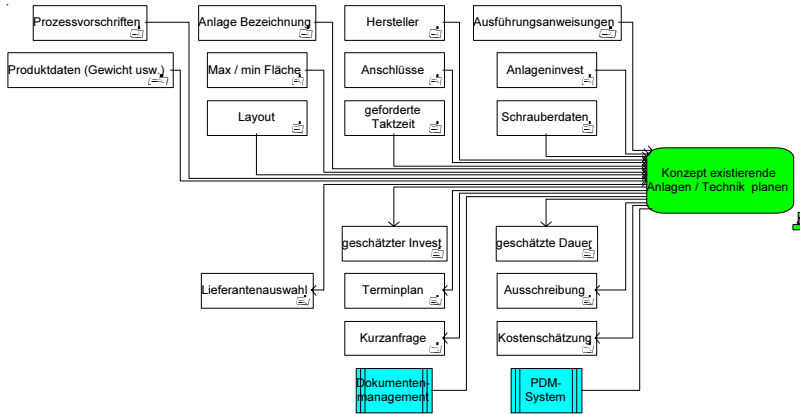 Prozessvorschriften
Anlage Bezeichnung
Hersteller
Ausführungsanweisungen
Produktdaten (Gewicht usw.)
Max / min Fläche
Anschlüsse
Anlageninvest
Layout
geforderte
Taktzeit
Schrauberdaten
Konzept existierende
Anlagen / Technik planen
geschätzter Invest
geschätzte Dauer
Lieferantenauswahl
Terminplan
Ausschreibung
Kurzanfrage
Kostenschätzung
Dokumenten-
management
PDM-
System